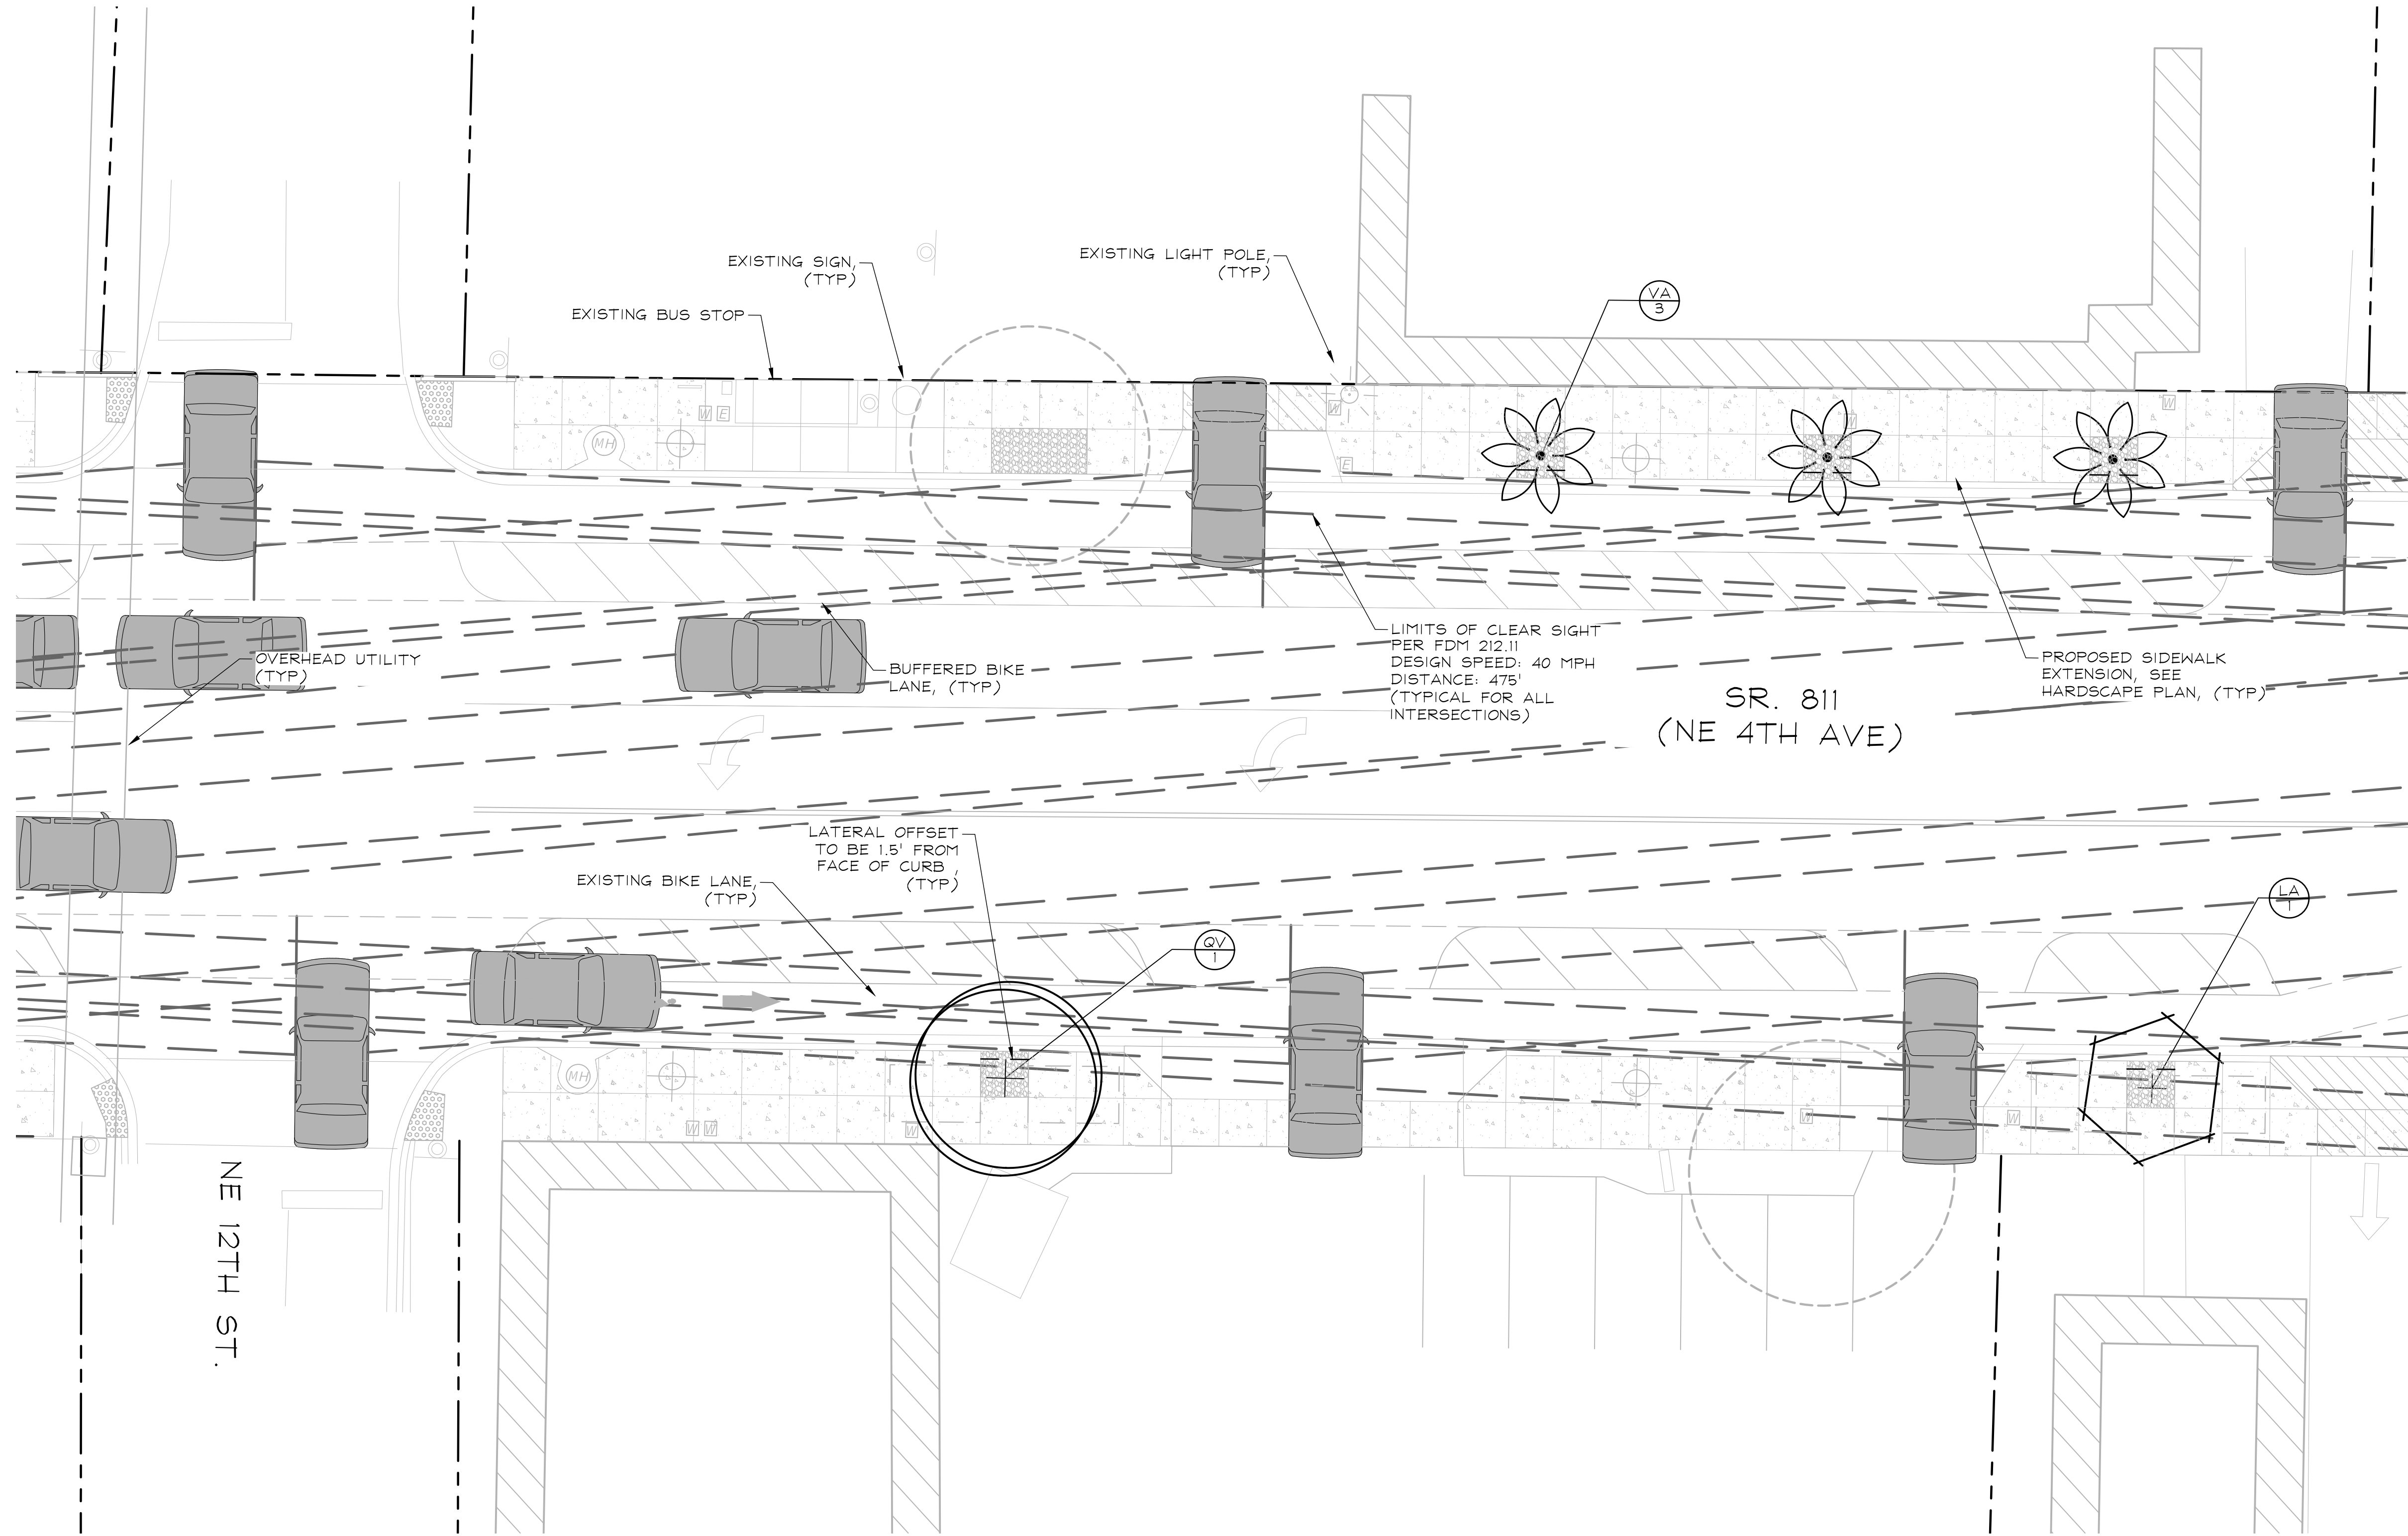 EXISTING SIGN,
(TYP)
EXISTING LIGHT POLE,
(TYP)
EXISTING BUS STOP
VA
3
W E
W
W
W
MH
E
LIMITS OF CLEAR SIGHT
PER FDM 212.11
DESIGN SPEED: 40 MPH
DISTANCE: 475'
(TYPICAL FOR ALL
INTERSECTIONS)
OVERHEAD UTILITY
(TYP)
BUFFERED BIKE
LANE, (TYP)
PROPOSED SIDEWALK
EXTENSION, SEE
HARDSCAPE PLAN, (TYP)
SR. 811
(NE 4TH AVE)
LATERAL OFFSET
TO BE 1.5' FROM
FACE OF CURB ,
(TYP)
EXISTING BIKE LANE,
(TYP)
LA
1
QV
1
MH
W W
W
W
W
NE 12TH ST.